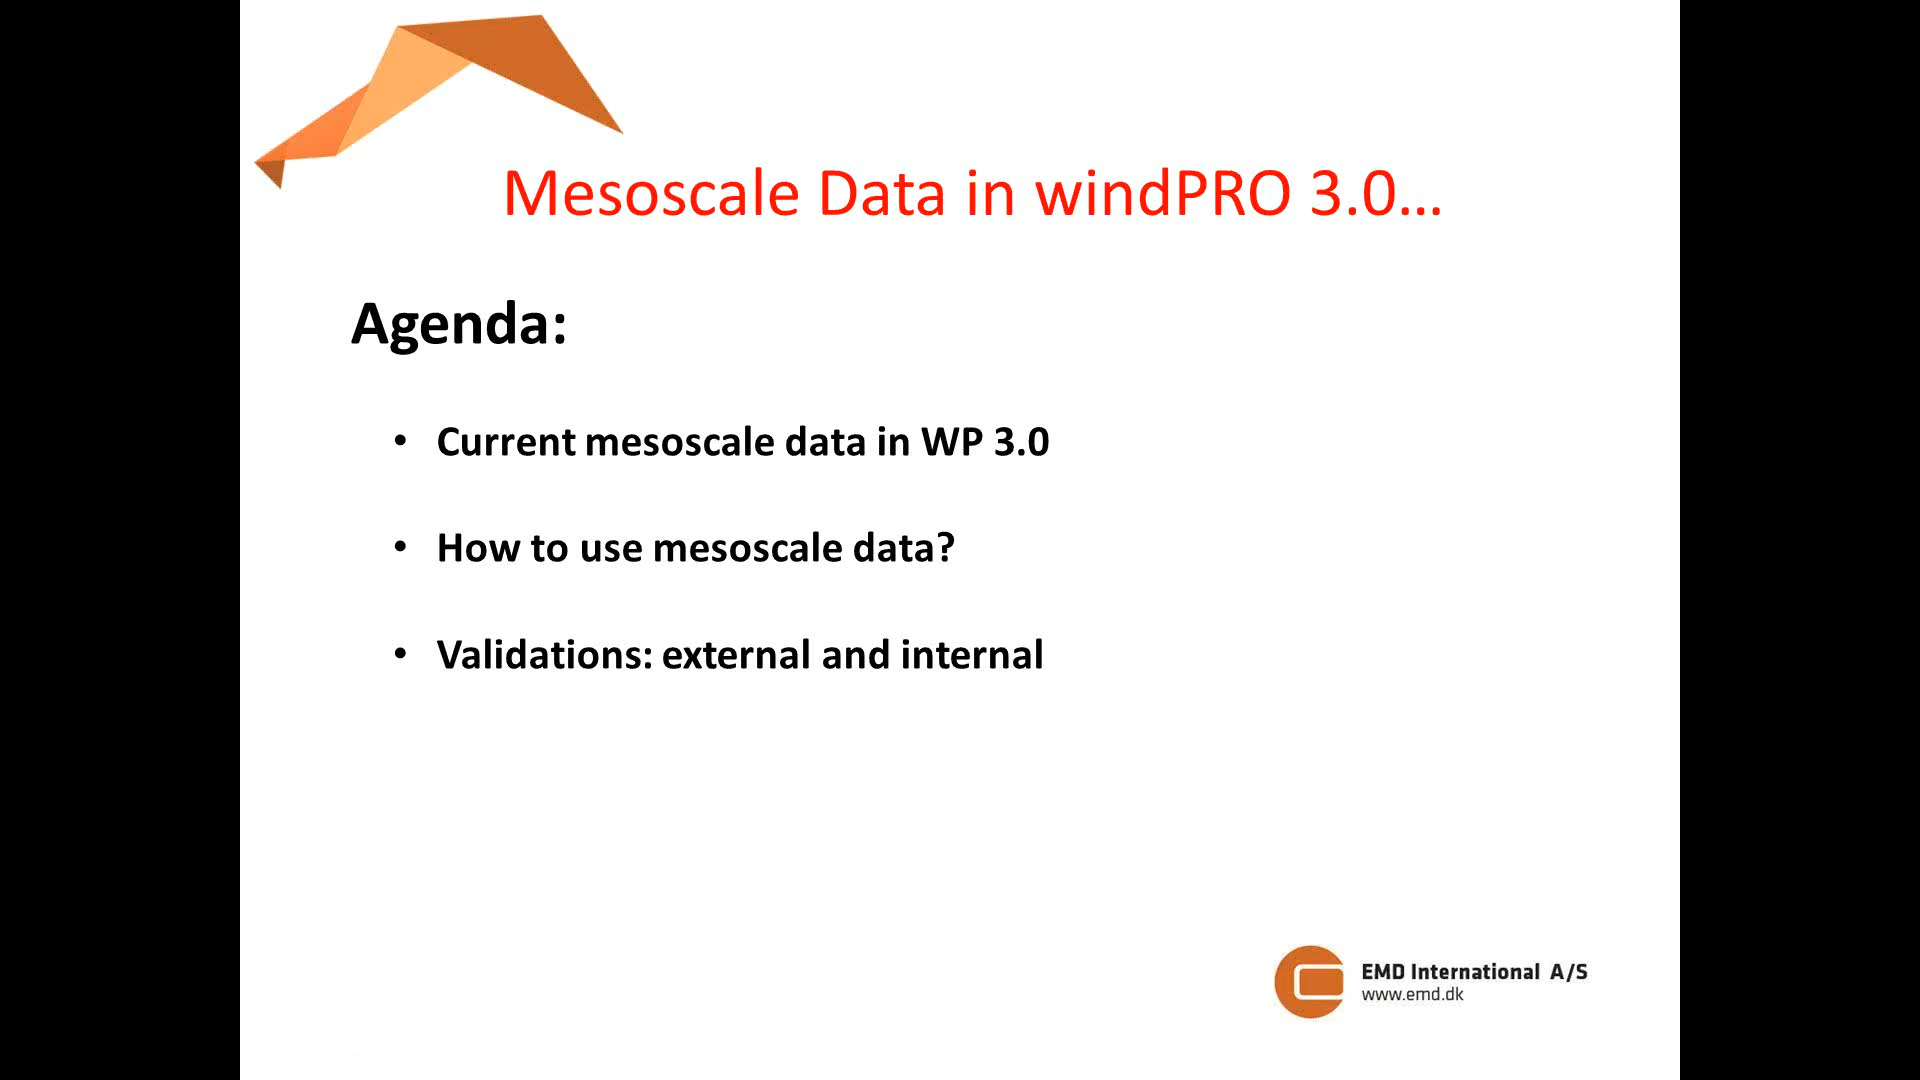 Mesoscale Data in windPRO 3.0...
Agenda:
• Current mesoscale data in WP 3.0
• How to use mesoscale data?
• Validations: external and internal
EMD International A/S
www.emd.dk